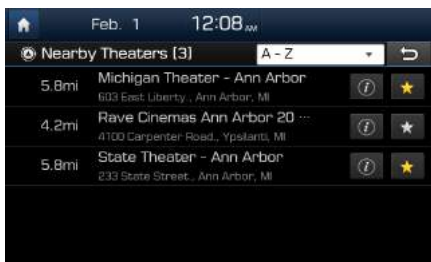 Feb. 1 12:08 AM
Nearby Theaters (3) A - Z
5.8mi Michigan Theater - Ann Arbor
603 East Liberty., Ann Arbor, MI
4.2mi Rave Cinemas Ann Arbor 20 ···
4100 Carpenter Road., Ypsilanti, MI
5.8mi State Theater - Ann Arbor
233 State Street., Ann Arbor, MI